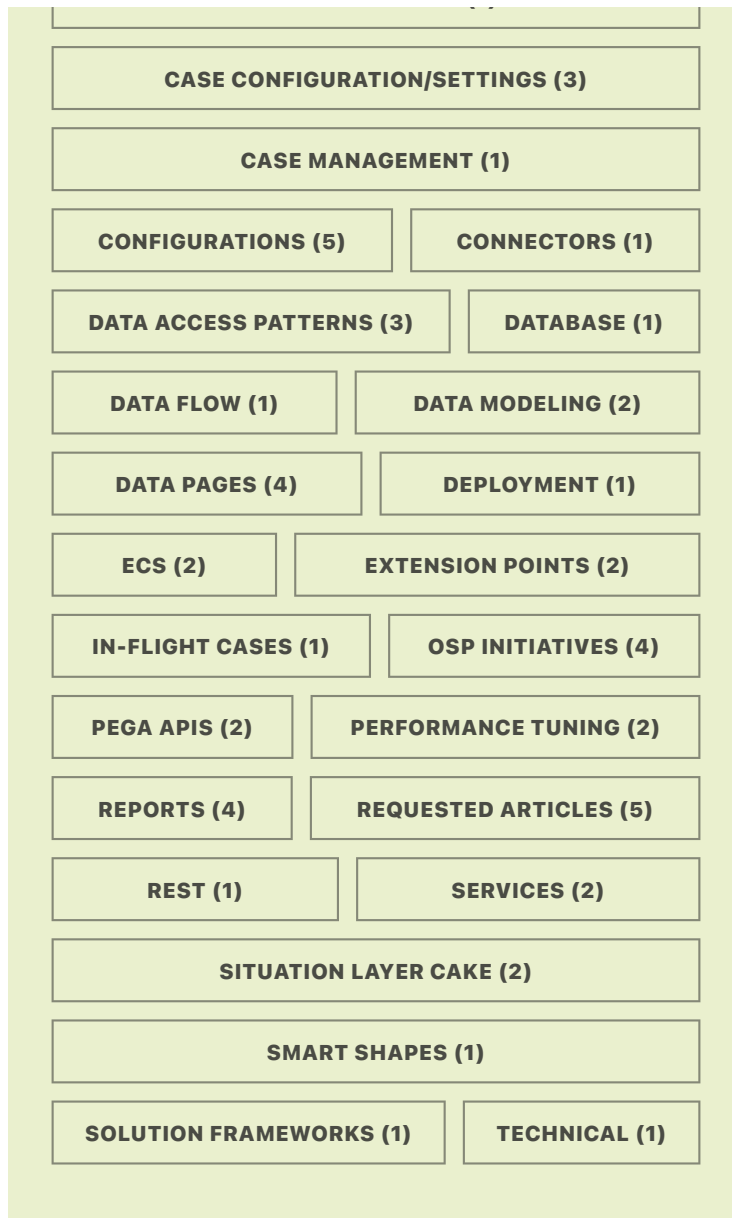 CASE CONFIGURATION/SETTINGS (3)
CASE MANAGEMENT (1)
CONFIGURATIONS (5) CONNECTORS (1)
DATA ACCESS PATTERNS (3) DATABASE (1)
DATA FLOW (1) DATA MODELING (2)
DATA PAGES (4) DEPLOYMENT (1)
ECS (2) EXTENSION POINTS (2)
IN-FLIGHT CASES (1) OSP INITIATIVES (4)
PEGA APIS (2) PERFORMANCE TUNING (2)
REPORTS (4) REQUESTED ARTICLES (5)
REST (1) SERVICES (2)
SITUATION LAYER CAKE (2)
SMART SHAPES (1)
SOLUTION FRAMEWORKS (1) TECHNICAL (1)